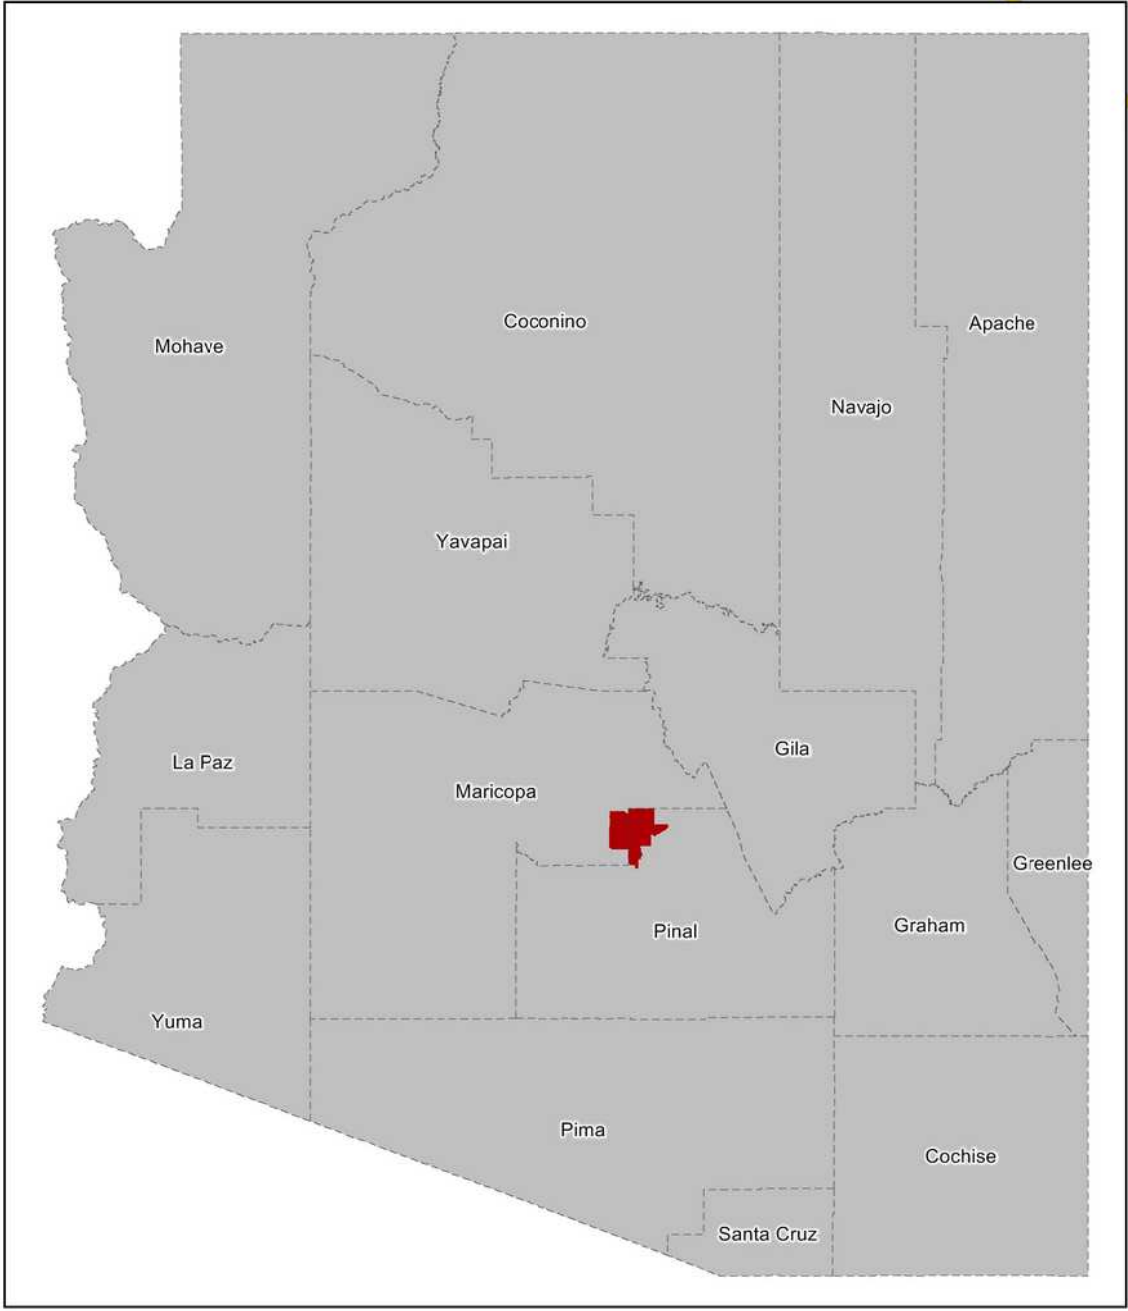 Coconino
Apache
Mohave
Navajo
Yavapai
Gila
La Paz
Maricopa
Greenlee
Graham
Pinal
Yuma
Pima
Cochise
Santa Cruz